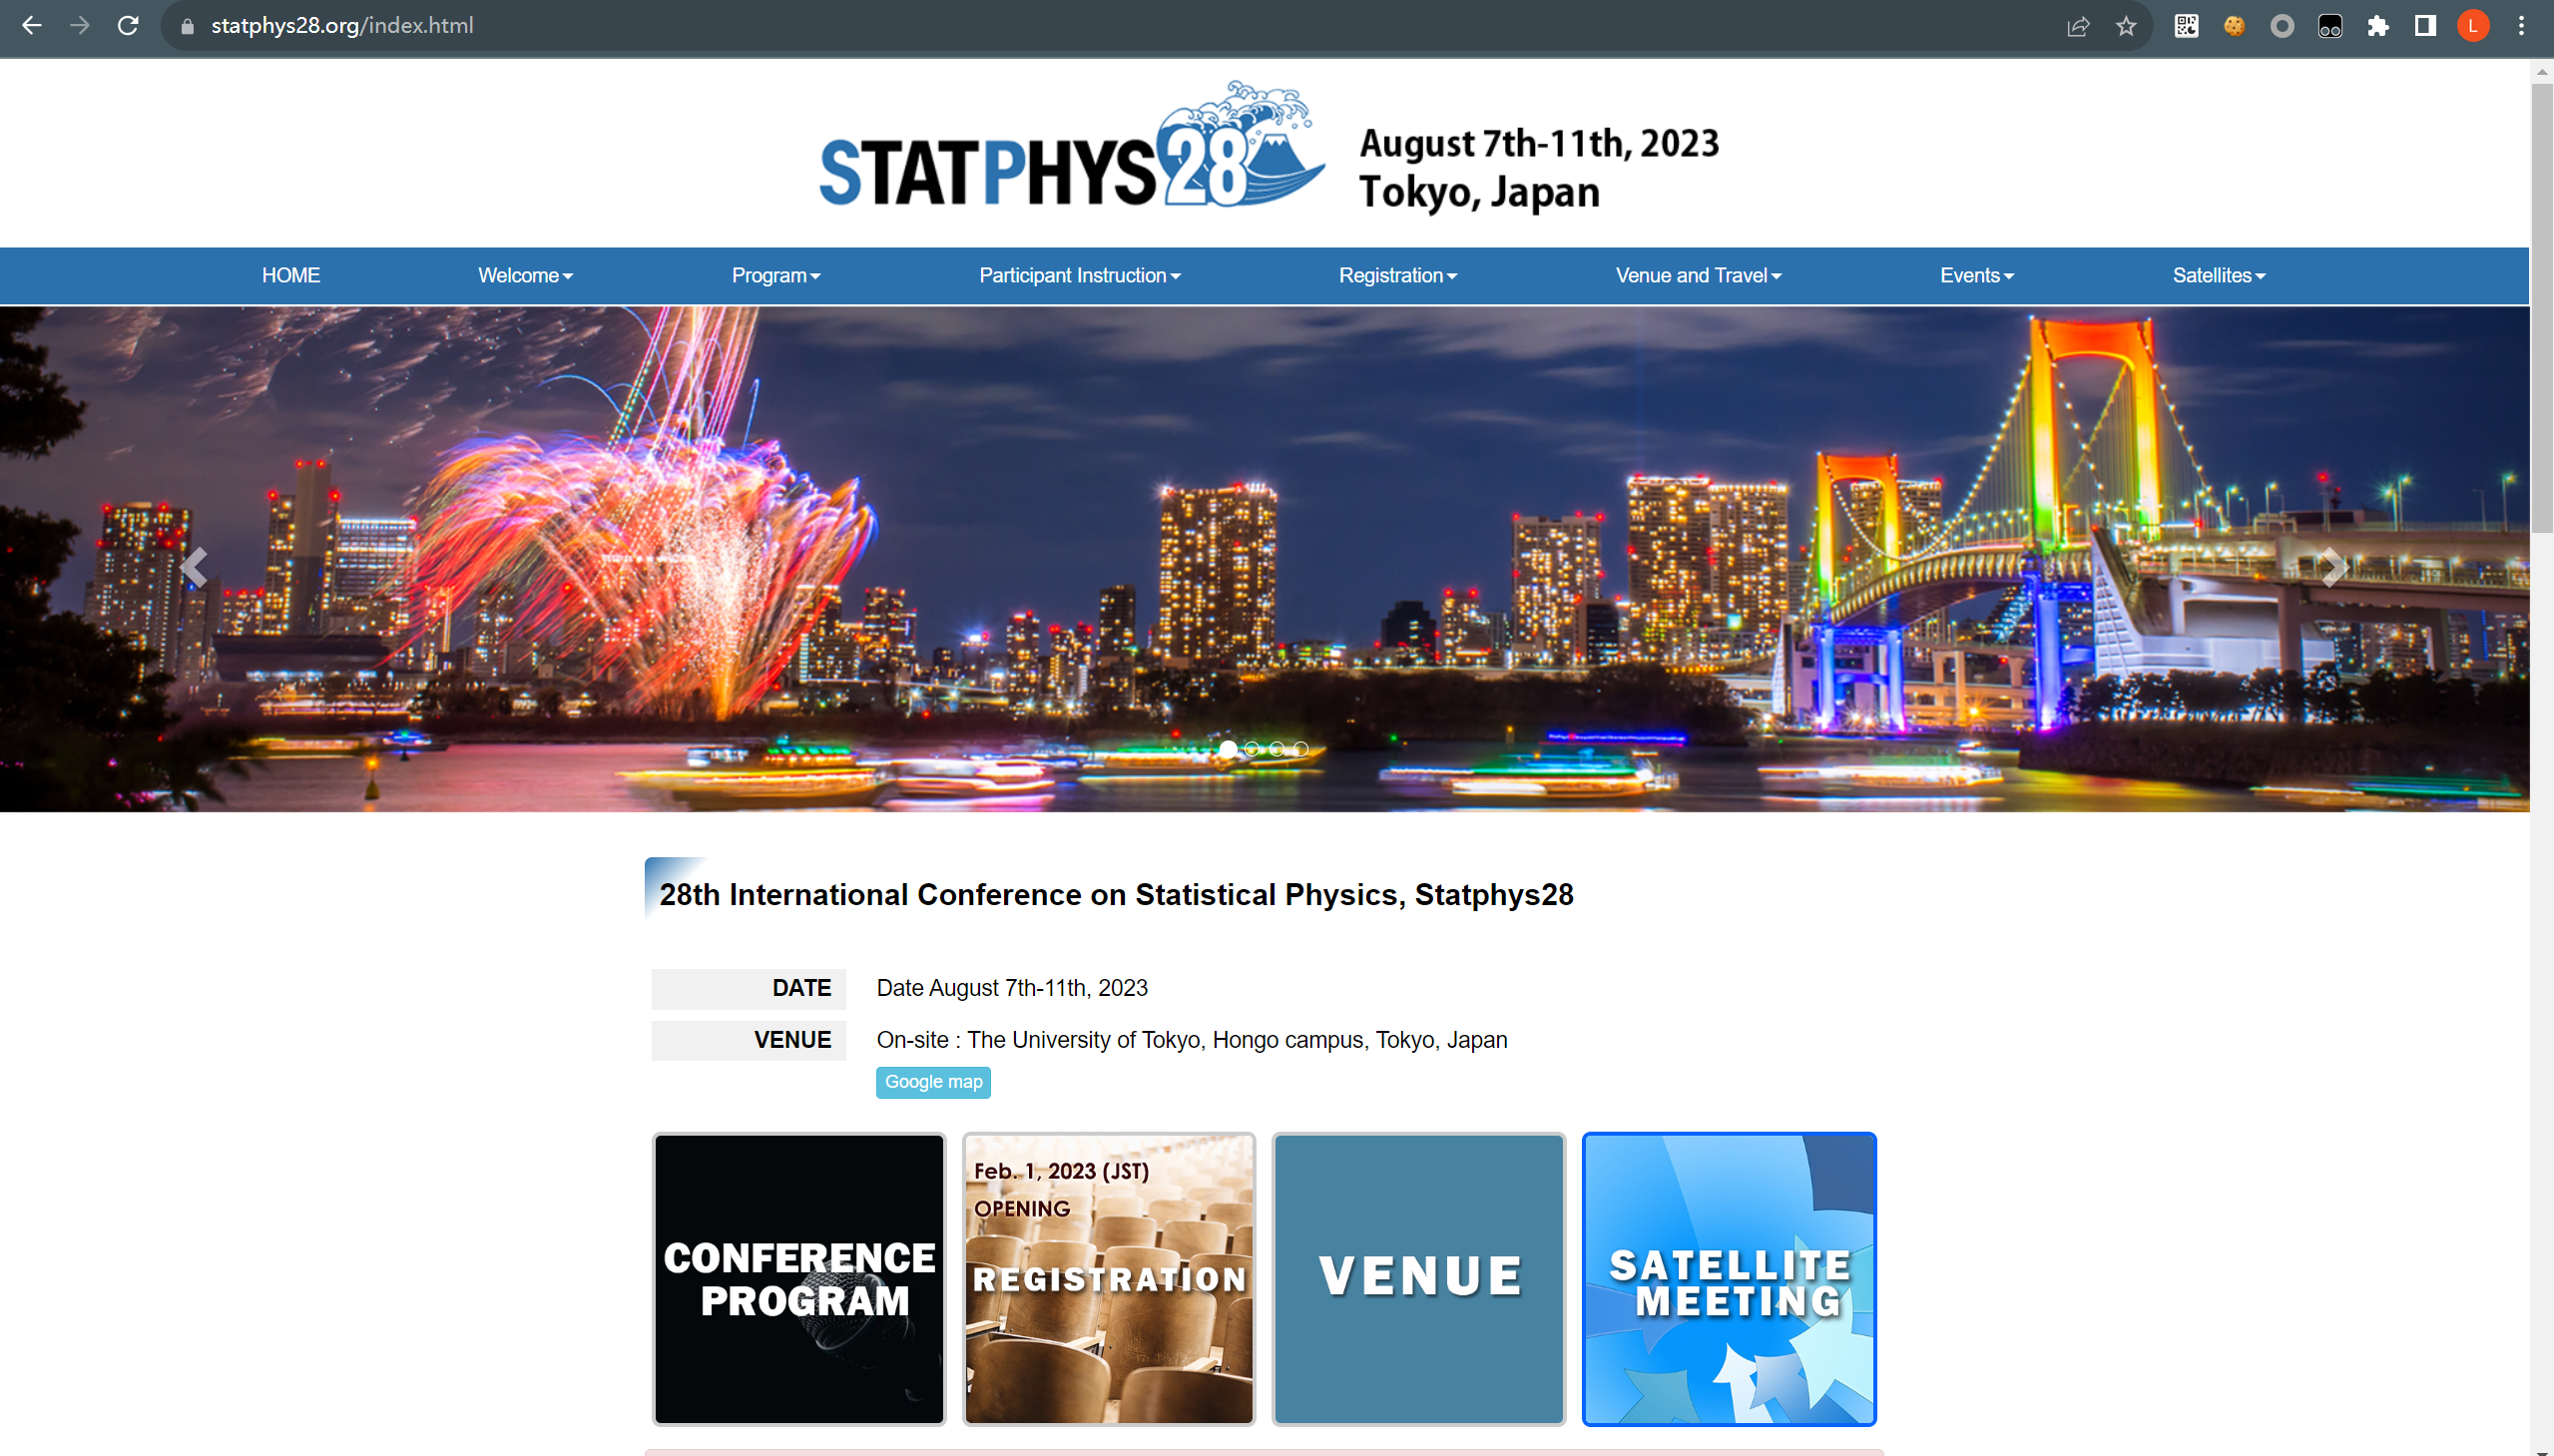 statphys28.org/index.html
L
STATPHYS28
August 7th-11th, 2023
Tokyo, Japan
HOME Welcome Program Participant Instruction Registration Venue and Travel Events Satellites
28th International Conference on Statistical Physics, Statphys28
DATE Date August 7th-11th, 2023
VENUE On-site : The University of Tokyo, Hongo campus, Tokyo, Japan
Google map
CONFERENCE
PROGRAM
Feb. 1, 2023 (JST)
OPENING
REGISTRATION
VENUE
SATELLITE
MEETING